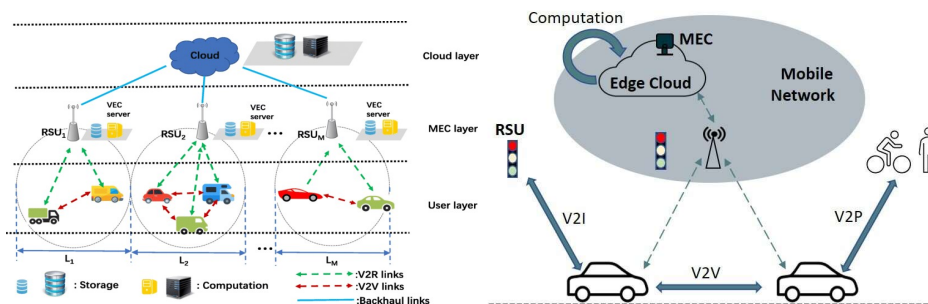 Cloud
Cloud layer
VEC
server
VEC
server
VEC
server
RSU1
RSU2
RSUM
MEC layer
User layer
L1
L2
LM
: Storage
: Computation
:V2R links
:V2V links
:Backhaul links
Computation
MEC
Edge Cloud
Mobile
Network
RSU
V2I
V2P
V2V